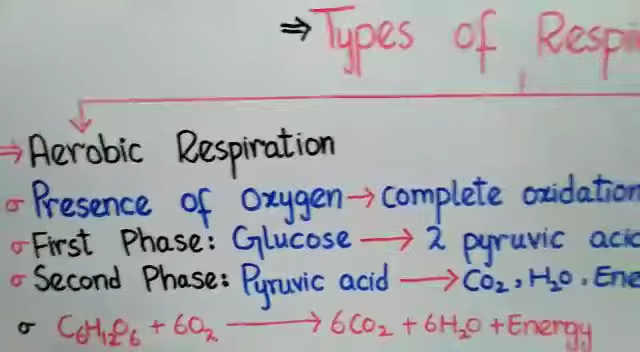 ⇒ Types of Resp
⇒ Aerobic Respiration
Presence of oxygen → complete oxidation
First Phase: Glucose → 2 pyruvic acid
Second Phase: Pyruvic acid → Co₂, H₂O, Ene
C₆H₁₂O₆ + 6O₂ → 6CO₂ + 6H₂O + Energy